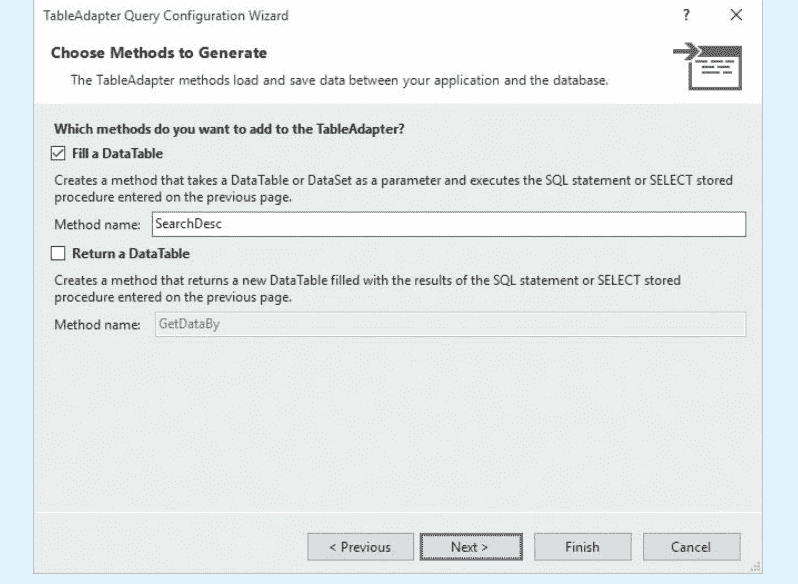 TableAdapter Query Configuration Wizard
?
Choose Methods to Generate
The TableAdapter methods load and save data between your application and the database.
Which methods do you want to add to the TableAdapter?
Fill a DataTable
Creates a method that takes a DataTable or DataSet as a parameter and executes the SQL statement or SELECT stored
procedure entered on the previous page.
Method name: SearchDesc
Return a DataTable
Creates a method that returns a new DataTable filled with the results of the SQL statement or SELECT stored
procedure entered on the previous page.
Method name: GetDataBy
< Previous Next > Finish Cancel